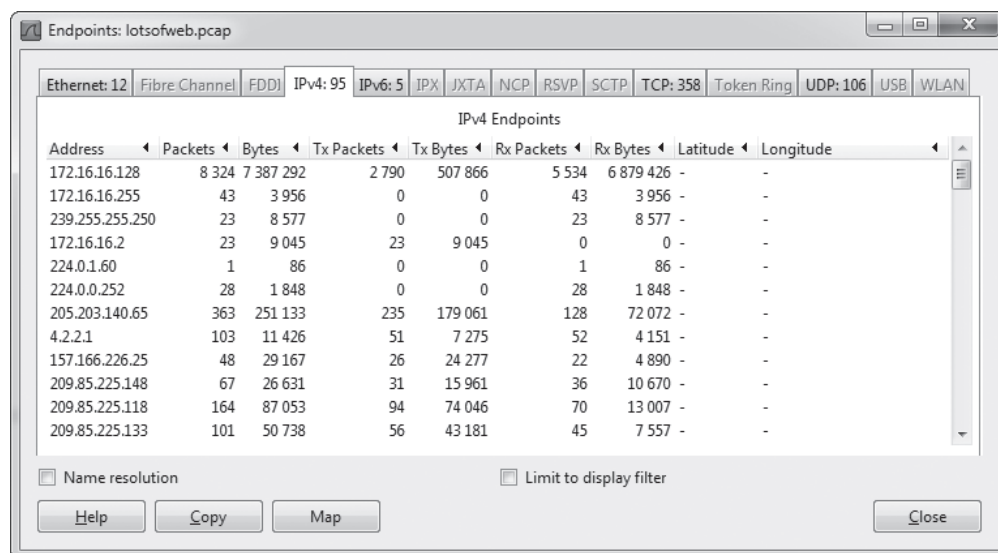 Endpoints: lotsofweb.pcap
Ethernet: 12 Fibre Channel FDDI IPv4: 95 IPv6: 5 IPX JXTA NCP RSVP SCTP TCP: 358 Token Ring UDP: 106 USB WLAN
IPv4 Endpoints
Address Packets Bytes Tx Packets Tx Bytes Rx Packets Rx Bytes Latitude Longitude
172.16.16.128 8 324 7 387 292 2 790 507 866 5 534 6 879 426 - -
172.16.16.255 43 3 956 0 0 43 3 956 - -
239.255.255.250 23 8 577 0 0 23 8 577 - -
172.16.16.2 23 9 045 23 9 045 0 0 - -
224.0.1.60 1 86 0 0 1 86 - -
224.0.0.252 28 1 848 0 0 28 1 848 - -
205.203.140.65 363 251 133 235 179 061 128 72 072 - -
4.2.2.1 103 11 426 51 7 275 52 4 151 - -
157.166.226.25 48 29 167 26 24 277 22 4 890 - -
209.85.225.148 67 26 631 31 15 961 36 10 670 - -
209.85.225.118 164 87 053 94 74 046 70 13 007 - -
209.85.225.133 101 50 738 56 43 181 45 7 557 - -
Name resolution Limit to display filter
Help Copy Map Close